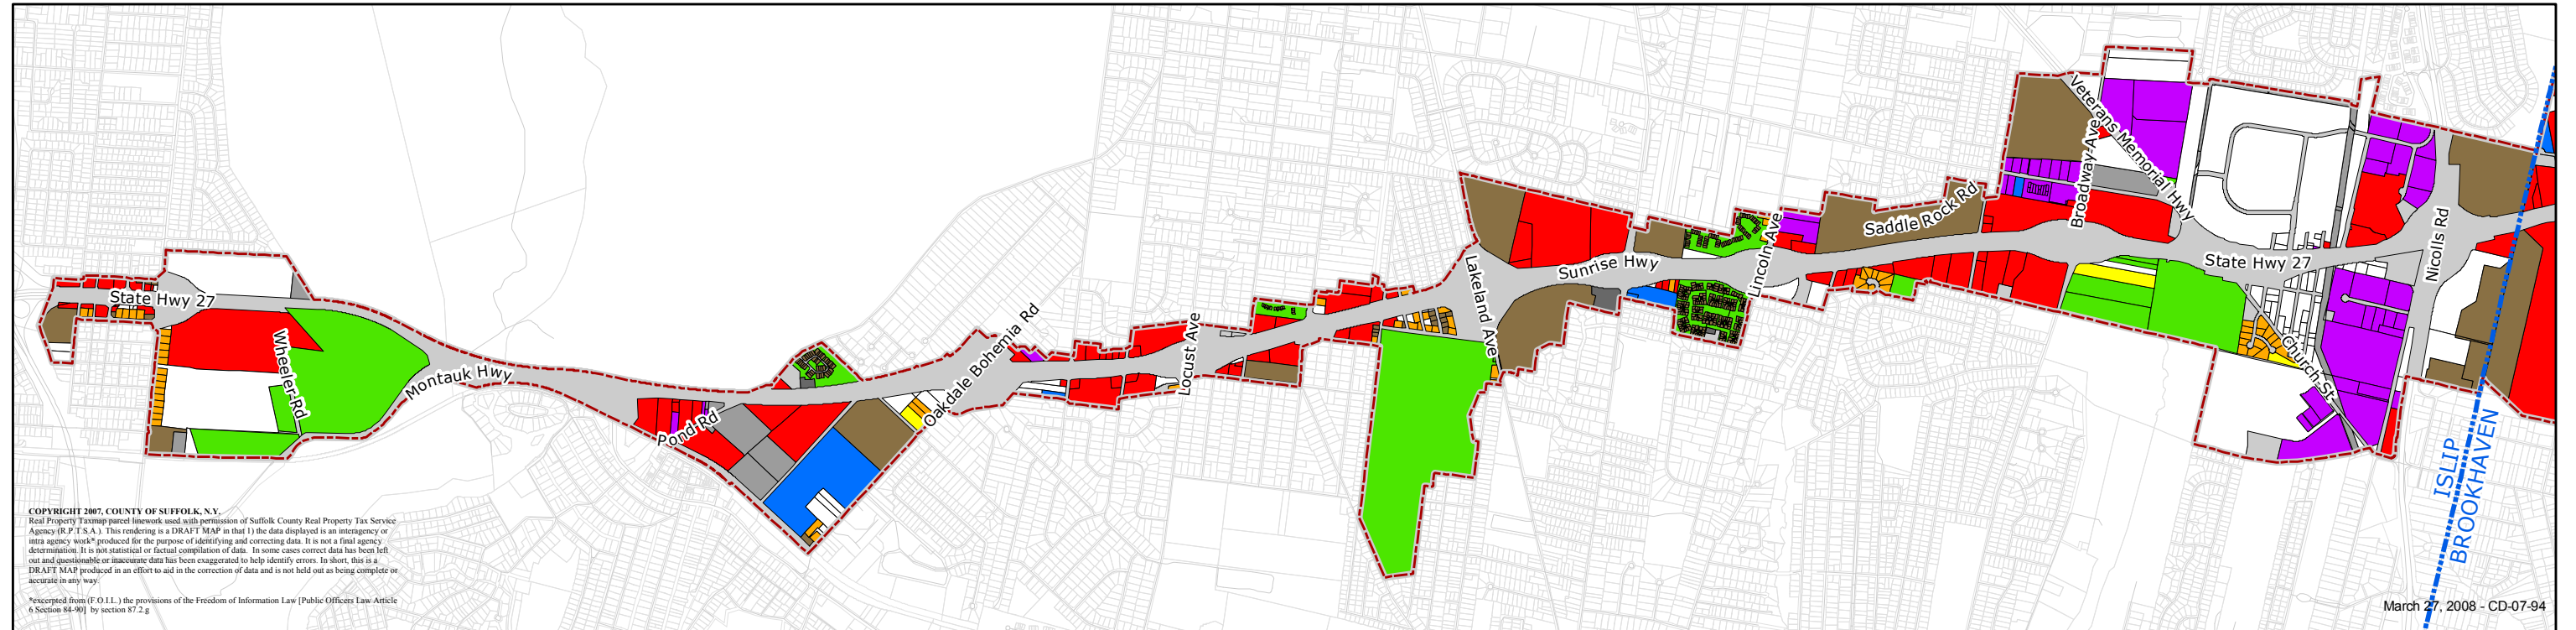 Veterans Memorial Hwy
Broadway Ave
Saddle Rock Rd
Nicolls Rd
Lincoln Ave
State Hwy 27
Sunrise Hwy
Lakeland Ave
State Hwy 27
Wheeler Rd
Montauk Hwy
Oakdale Bohemia Rd
Locust Ave
Pond Rd
Church St
ISLIP
BROOKHAVEN
COPYRIGHT 2007, COUNTY OF SUFFOLK, N.Y.
Real Property Taxmap parcel linework used with permission of Suffolk County Real Property Tax Service
Agency (R.P.T.S.A.). This rendering is a DRAFT MAP in that 1) the data displayed is an interagency or
intra agency work* produced for the purpose of identifying and correcting data. It is not a final agency
determination. It is not statistical or factual compilation of data. In some cases correct data has been left
out and questionable or inaccurate data has been exaggerated to help identify errors. In short, this is a
DRAFT MAP produced in an effort to aid in the correction of data and is not held out as being complete or
accurate in any way.
*excerpted from (F.O.I.L.) the provisions of the Freedom of Information Law [Public Officers Law Article
6 Section 84-90] by section 87.2.g
March 27, 2008 - CD-07-94